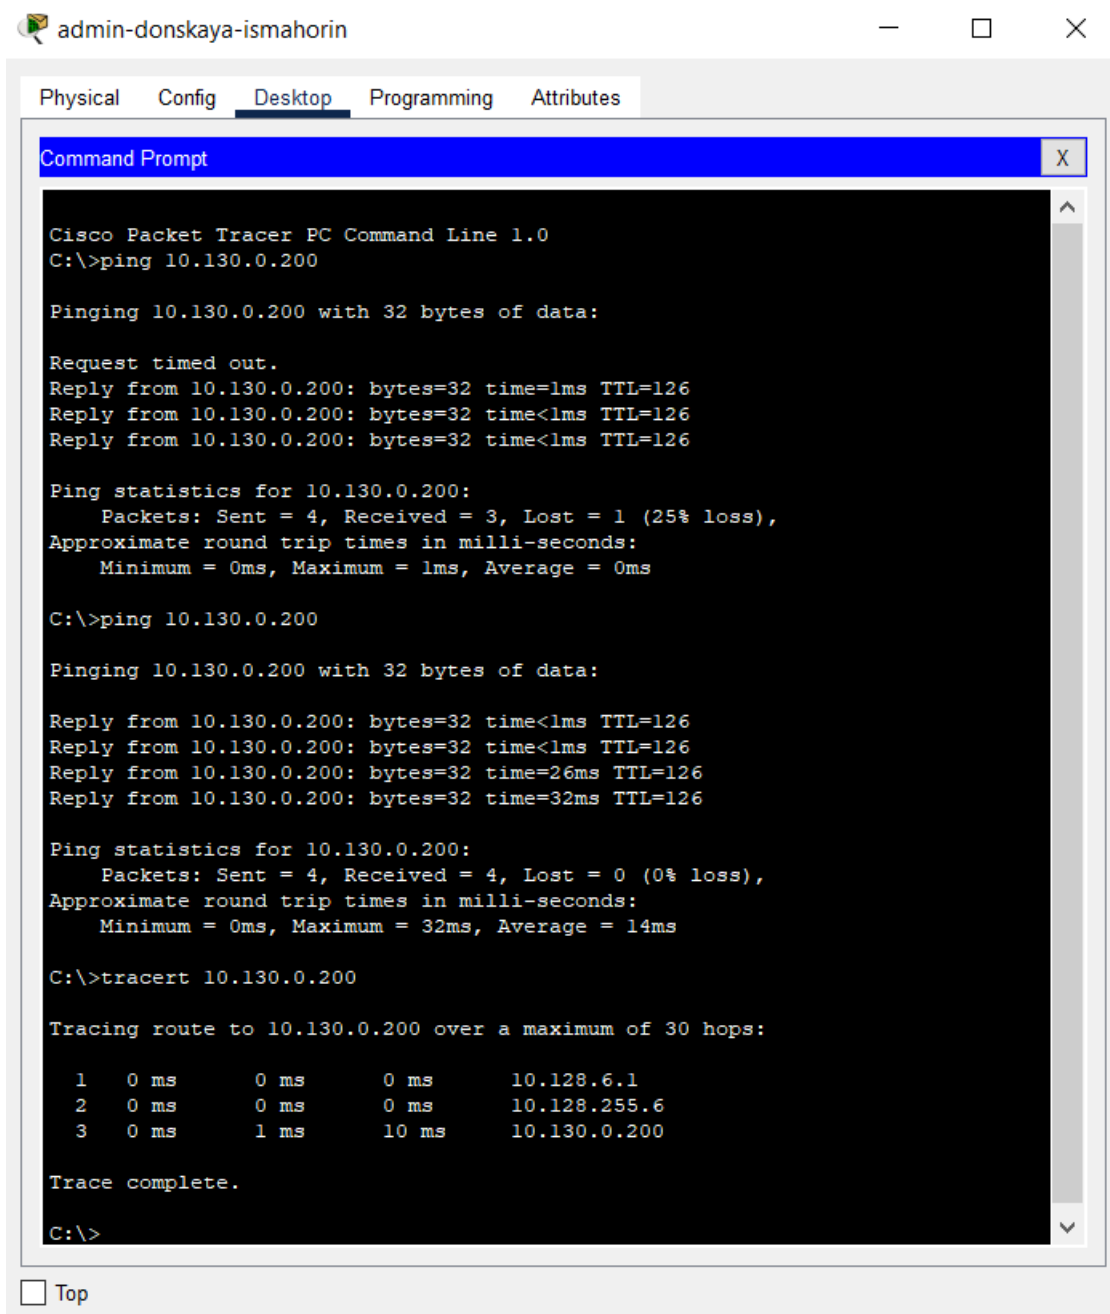 admin-donskaya-ismahorin
Physical Config Desktop Programming Attributes
Command Prompt X
Cisco Packet Tracer PC Command Line 1.0
C:\>ping 10.130.0.200
Pinging 10.130.0.200 with 32 bytes of data:
Request timed out.
Reply from 10.130.0.200: bytes=32 time=1ms TTL=126
Reply from 10.130.0.200: bytes=32 time<1ms TTL=126
Reply from 10.130.0.200: bytes=32 time<1ms TTL=126
Ping statistics for 10.130.0.200:
Packets: Sent = 4, Received = 3, Lost = 1 (25% loss),
Approximate round trip times in milli-seconds:
Minimum = 0ms, Maximum = 1ms, Average = 0ms
C:\>ping 10.130.0.200
Pinging 10.130.0.200 with 32 bytes of data:
Reply from 10.130.0.200: bytes=32 time<1ms TTL=126
Reply from 10.130.0.200: bytes=32 time<1ms TTL=126
Reply from 10.130.0.200: bytes=32 time=26ms TTL=126
Reply from 10.130.0.200: bytes=32 time=32ms TTL=126
Ping statistics for 10.130.0.200:
Packets: Sent = 4, Received = 4, Lost = 0 (0% loss),
Approximate round trip times in milli-seconds:
Minimum = 0ms, Maximum = 32ms, Average = 14ms
C:\>tracert 10.130.0.200
Tracing route to 10.130.0.200 over a maximum of 30 hops:
1 0 ms 0 ms 0 ms 10.128.6.1
2 0 ms 0 ms 0 ms 10.128.255.6
3 0 ms 1 ms 10 ms 10.130.0.200
Trace complete.
C:\>
Top